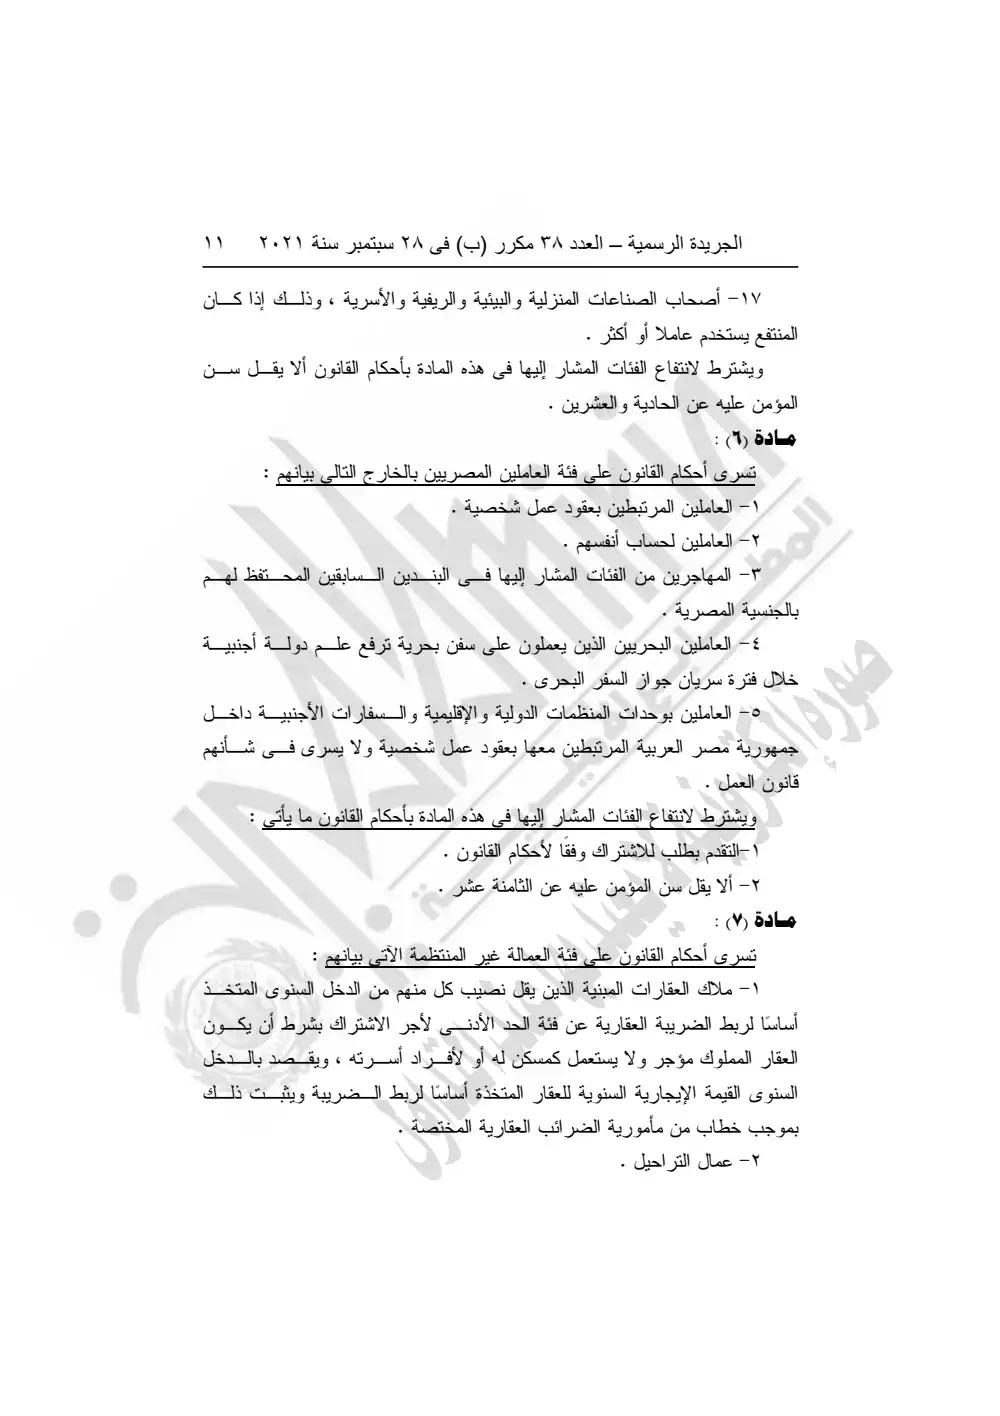 الجريدة الرسمية – العدد ٣٨ مكرر (ب) فى ٢٨ سبتمبر سنة ٢٠٢١ ١١
١٧- أصحاب الصناعات المنزلية والبيئية والريفية والأسرية ، وذلك إذا كان
المنتفع يستخدم عاملا أو أكثر .
ويشترط لانتفاع الفئات المشار إليها فى هذه المادة بأحكام القانون ألا يقل سن
المؤمن عليه عن الحادية والعشرين .
مادة (٦) :
تسرى أحكام القانون على فئة العاملين المصريين بالخارج التالى بيانهم :
١- العاملين المرتبطين بعقود عمل شخصية .
٢- العاملين لحساب أنفسهم .
٣- المهاجرين من الفئات المشار إليها فى البندين السابقين المحتفظ لهم
بالجنسية المصرية .
٤- العاملين البحريين الذين يعملون على سفن بحرية ترفع علم دولة أجنبية
خلال فترة سريان جواز السفر البحرى .
٥- العاملين بوحدات المنظمات الدولية والإقليمية والسفارات الأجنبية داخل
جمهورية مصر العربية المرتبطين معها بعقود عمل شخصية ولا يسرى فى شأنهم
قانون العمل .
ويشترط لانتفاع الفئات المشار إليها فى هذه المادة بأحكام القانون ما يأتى :
١-التقدم بطلب للاشتراك وفقًا لأحكام القانون .
٢- ألا يقل سن المؤمن عليه عن الثامنة عشر .
مادة (٧) :
تسرى أحكام القانون على فئة العمالة غير المنتظمة الآتى بيانهم :
١- ملاك العقارات المبنية الذين يقل نصيب كل منهم من الدخل السنوى المتخذ
أساسًا لربط الضريبة العقارية عن فئة الحد الأدنى لأجر الاشتراك بشرط أن يكون
العقار المملوك مؤجر ولا يستعمل كمسكن له أو لأفراد أسرته ، ويقصد بالدخل
السنوى القيمة الإيجارية السنوية للعقار المتخذة أساسًا لربط الضريبة ويثبت ذلك
بموجب خطاب من مأمورية الضرائب العقارية المختصة .
٢- عمال التراحيل .